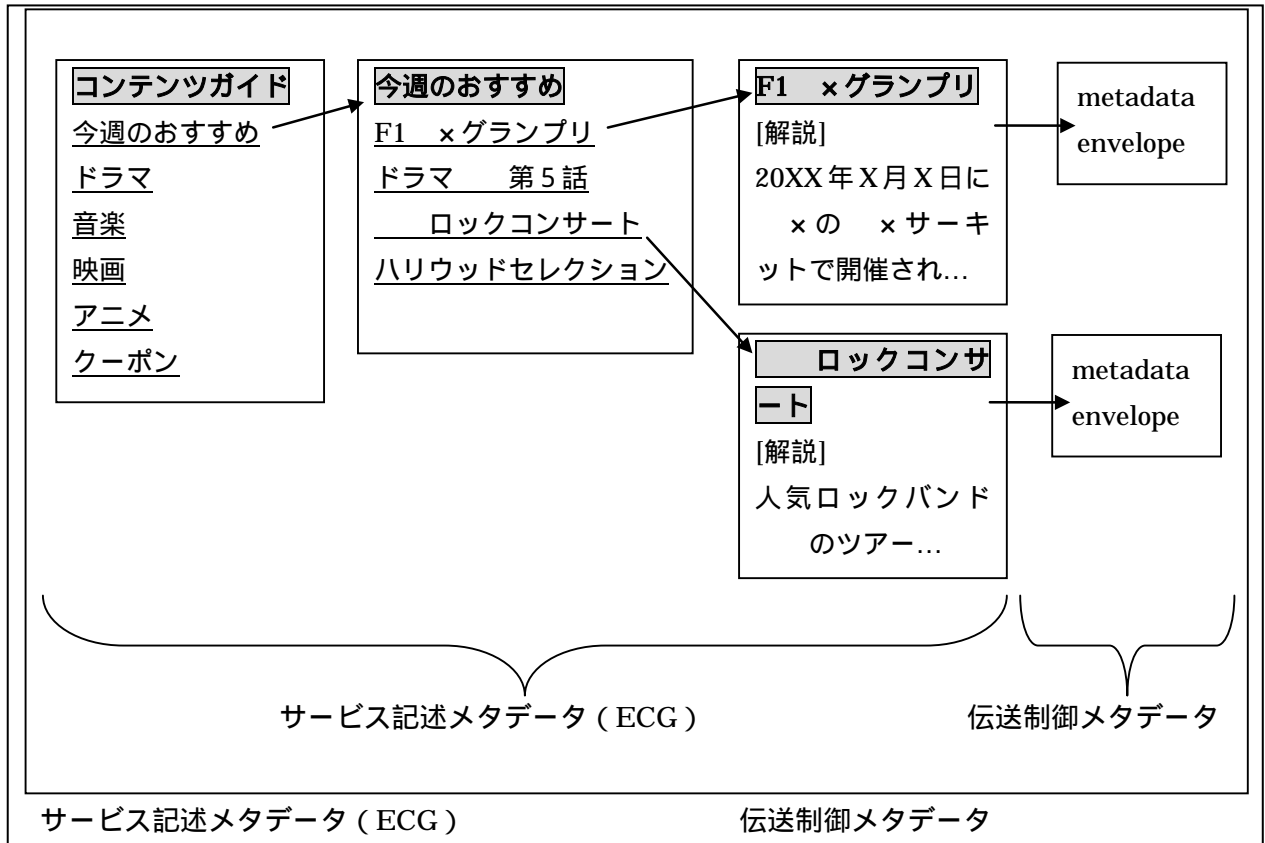 コンテンツガイド
今週のおすすめ
ドラマ
音楽
映画
アニメ
クーポン
今週のおすすめ
F1　×グランプリ
ドラマ　　第5話
ロックコンサート
ハリウッドセレクション
F1　×グランプリ
[解説]
20XX年X月X日に
×の　×サーキ
ットで開催され…
ロックコンサ
ート
[解説]
人気ロックバンド
のツアー…
metadata
envelope
metadata
envelope
サービス記述メタデータ（ECG）
伝送制御メタデータ
サービス記述メタデータ（ECG）
伝送制御メタデータ